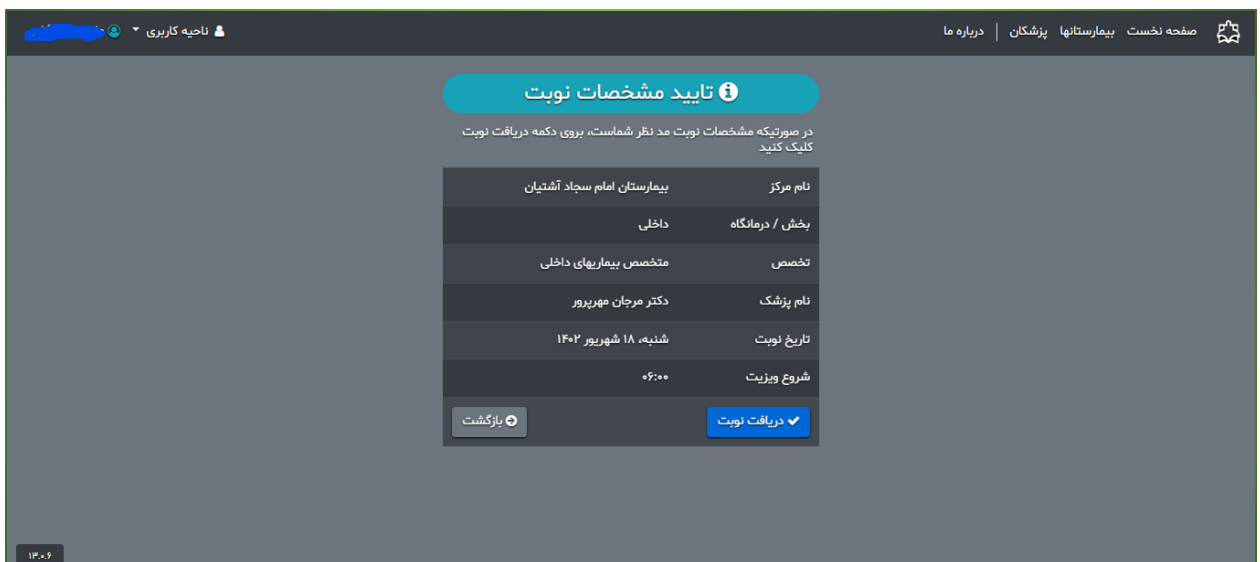 صفحه نخست بیمارستانها پزشکان | درباره ما
ناحیه کاربری
تایید مشخصات نوبت
در صورتیکه مشخصات نوبت مد نظر شماست، بروی دکمه دریافت نوبت
کلیک کنید
نام مرکز بیمارستان امام سجاد آشتیان
بخش / درمانگاه داخلی
تخصص متخصص بیماریهای داخلی
نام پزشک دکتر مرجان مهرپرور
تاریخ نوبت شنبه، ۱۸ شهریور ۱۴۰۲
شروع ویزیت ۰۶:۰۰
دریافت نوبت
بازگشت
۱۳.۰.۶